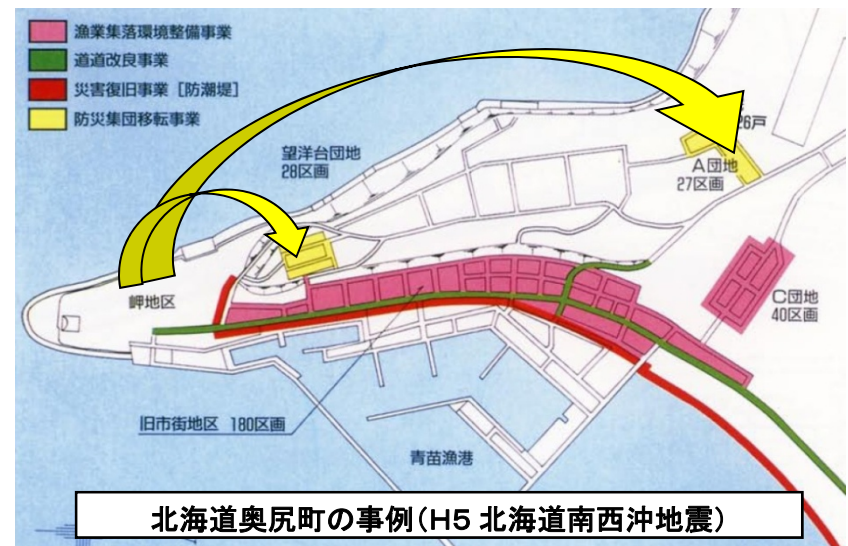 漁業集落環境整備事業
道道改良事業
災害復旧事業［防潮堤］
防災集団移転事業
望洋台団地
28区画
26戸
A団地
27区画
岬地区
C団地
40区画
旧市街地区 180区画
青苗漁港
北海道奥尻町の事例（H5 北海道南西沖地震）